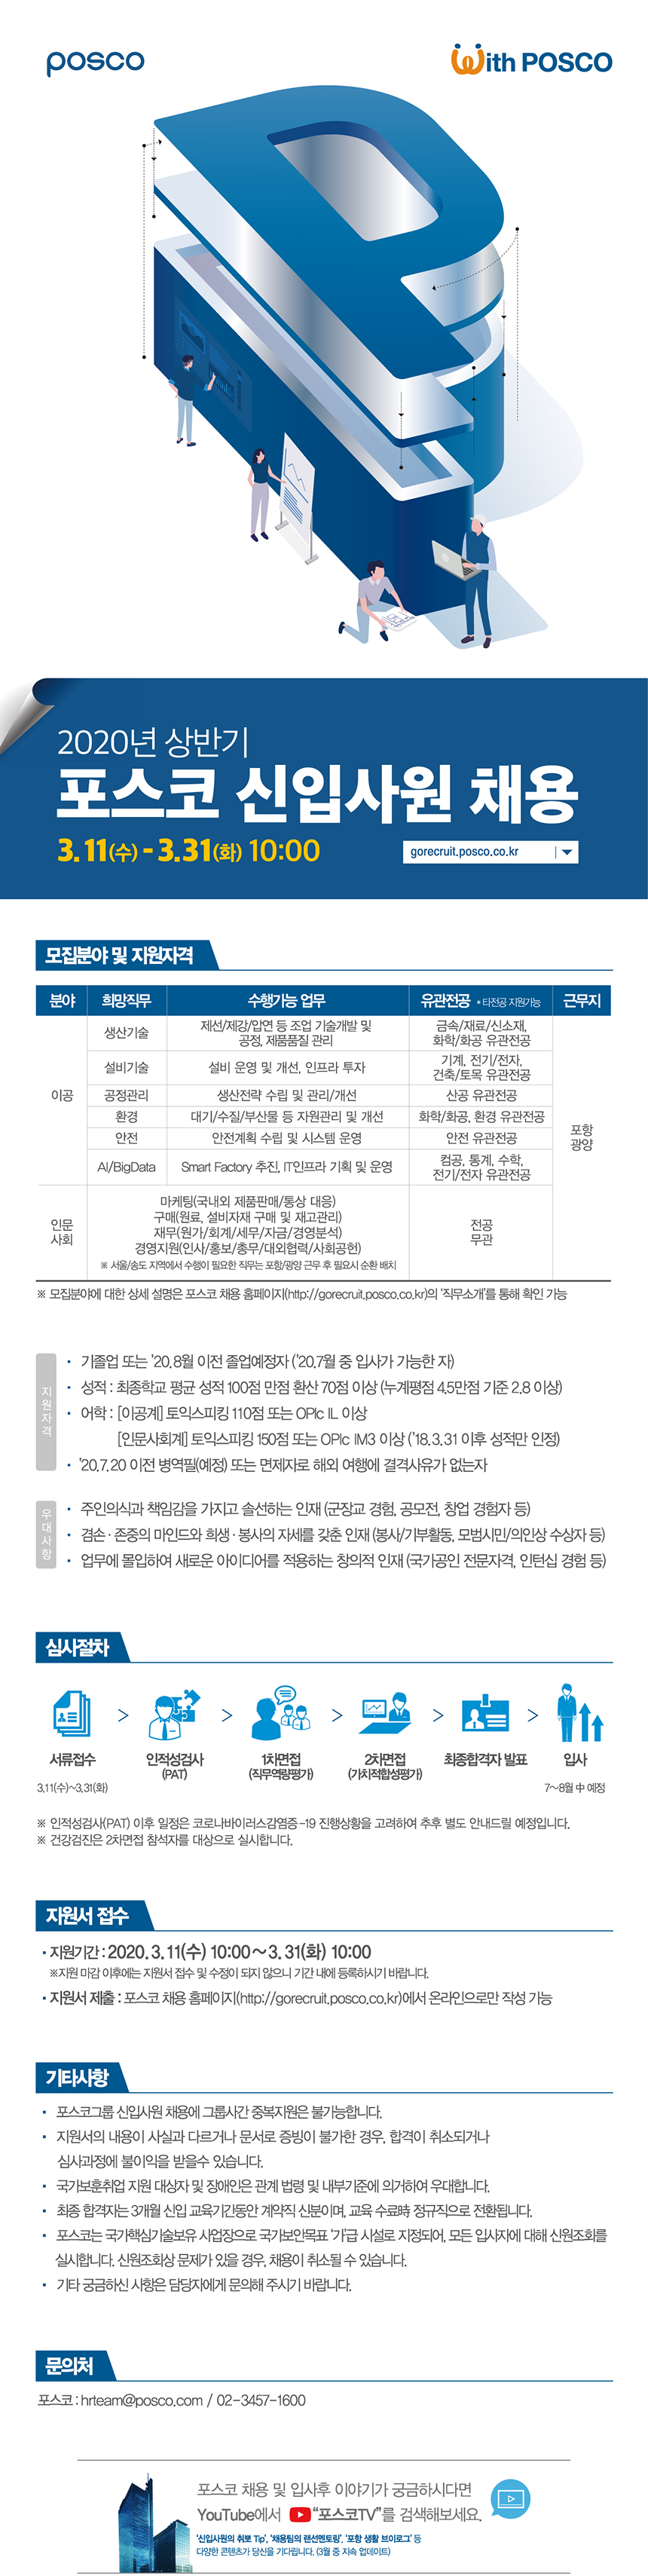 posco
With POSCO
2020년 상반기
포스코 신입사원 채용
3. 11(수) - 3.31(화) 10:00
gorecruit.posco.co.kr
모집분야 및 지원자격
분야 희망직무 수행가능 업무 유관전공 * 타전공 지원가능 근무지
이공
생산기술
제선/제강/압연 등 조업 기술개발 및
공정, 제품품질 관리
금속/재료/신소재,
화학/화공 유관전공
설비기술
설비 운영 및 개선, 인프라 투자
기계, 전기/전자,
건축/토목 유관전공
공정관리 생산전략 수립 및 관리/개선 산공 유관전공
환경 대기/수질/부산물 등 자원관리 및 개선 화학/화공, 환경 유관전공
안전 안전계획 수립 및 시스템 운영 안전 유관전공
AI/BigData Smart Factory 추진, IT인프라 기획 및 운영
컴공, 통계, 수학,
전기/전자 유관전공
포항
광양
인문
사회
마케팅(국내외 제품판매/통상 대응)
구매(원료, 설비자재 구매 및 재고관리)
재무(원가/회계/세무/자금/경영분석)
경영지원(인사/홍보/총무/대외협력/사회공헌)
※ 서울/송도 지역에서 수행이 필요한 직무는 포항/광양 근무 후 필요시 순환 배치
전공
무관
※ 모집분야에 대한 상세 설명은 포스코 채용 홈페이지(http://gorecruit.posco.co.kr)의 '직무소개'를 통해 확인 가능
지원자격
• 기졸업 또는 '20.8월 이전 졸업예정자 ('20.7월 중 입사가 가능한 자)
• 성적 : 최종학교 평균 성적 100점 만점 환산 70점 이상 (누계평점 4.5만점 기준 2.8 이상)
• 어학 : [이공계] 토익스피킹 110점 또는 OPIc IL 이상
[인문사회계] 토익스피킹 150점 또는 OPIc IM3 이상 ('18.3.31 이후 성적만 인정)
• '20.7.20 이전 병역필(예정) 또는 면제자로 해외 여행에 결격사유가 없는자
우대사항
• 주인의식과 책임감을 가지고 솔선하는 인재 (군장교 경험, 공모전, 창업 경험자 등)
• 겸손·존중의 마인드와 희생·봉사의 자세를 갖춘 인재 (봉사/기부활동, 모범시민/의인상 수상자 등)
• 업무에 몰입하여 새로운 아이디어를 적용하는 창의적 인재 (국가공인 전문자격, 인턴십 경험 등)
심사절차
서류접수 > 인적성검사 > 1차면접 > 2차면접 > 최종합격자 발표 > 입사
(PAT) (직무역량평가) (가치적합성평가)
3.11(수)~3.31(화) 7~8월 中 예정
※ 인적성검사(PAT) 이후 일정은 코로나바이러스감염증-19 진행상황을 고려하여 추후 별도 안내드릴 예정입니다.
※ 건강검진은 2차면접 참석자를 대상으로 실시합니다.
지원서 접수
• 지원기간 : 2020. 3. 11(수) 10:00 ~ 3. 31(화) 10:00
※지원 마감 이후에는 지원서 접수 및 수정이 되지 않으니 기간 내에 등록하시기 바랍니다.
• 지원서 제출 : 포스코 채용 홈페이지(http://gorecruit.posco.co.kr)에서 온라인으로만 작성 가능
기타사항
• 포스코그룹 신입사원 채용에 그룹사간 중복지원은 불가능합니다.
• 지원서의 내용이 사실과 다르거나 문서로 증빙이 불가한 경우, 합격이 취소되거나
심사과정에 불이익을 받을수 있습니다.
• 국가보훈취업 지원 대상자 및 장애인은 관계 법령 및 내부기준에 의거하여 우대합니다.
• 최종 합격자는 3개월 신입 교육기간동안 계약직 신분이며, 교육 수료時 정규직으로 전환됩니다.
• 포스코는 국가핵심기술보유 사업장으로 국가보안목표 '가'급 시설로 지정되어, 모든 입사자에 대해 신원조회를
실시합니다. 신원조회상 문제가 있을 경우, 채용이 취소될 수 있습니다.
• 기타 궁금하신 사항은 담당자에게 문의해 주시기 바랍니다.
문의처
포스코 : hrteam@posco.com / 02-3457-1600
포스코 채용 및 입사후 이야기가 궁금하시다면
YouTube에서 "포스코TV"를 검색해보세요.
'신입사원의 취뽀 Tip', '채용팀의 랜선멘토링', '포항 생활 브이로그' 등
다양한 콘텐츠가 당신을 기다립니다. (3월 중 지속 업데이트)